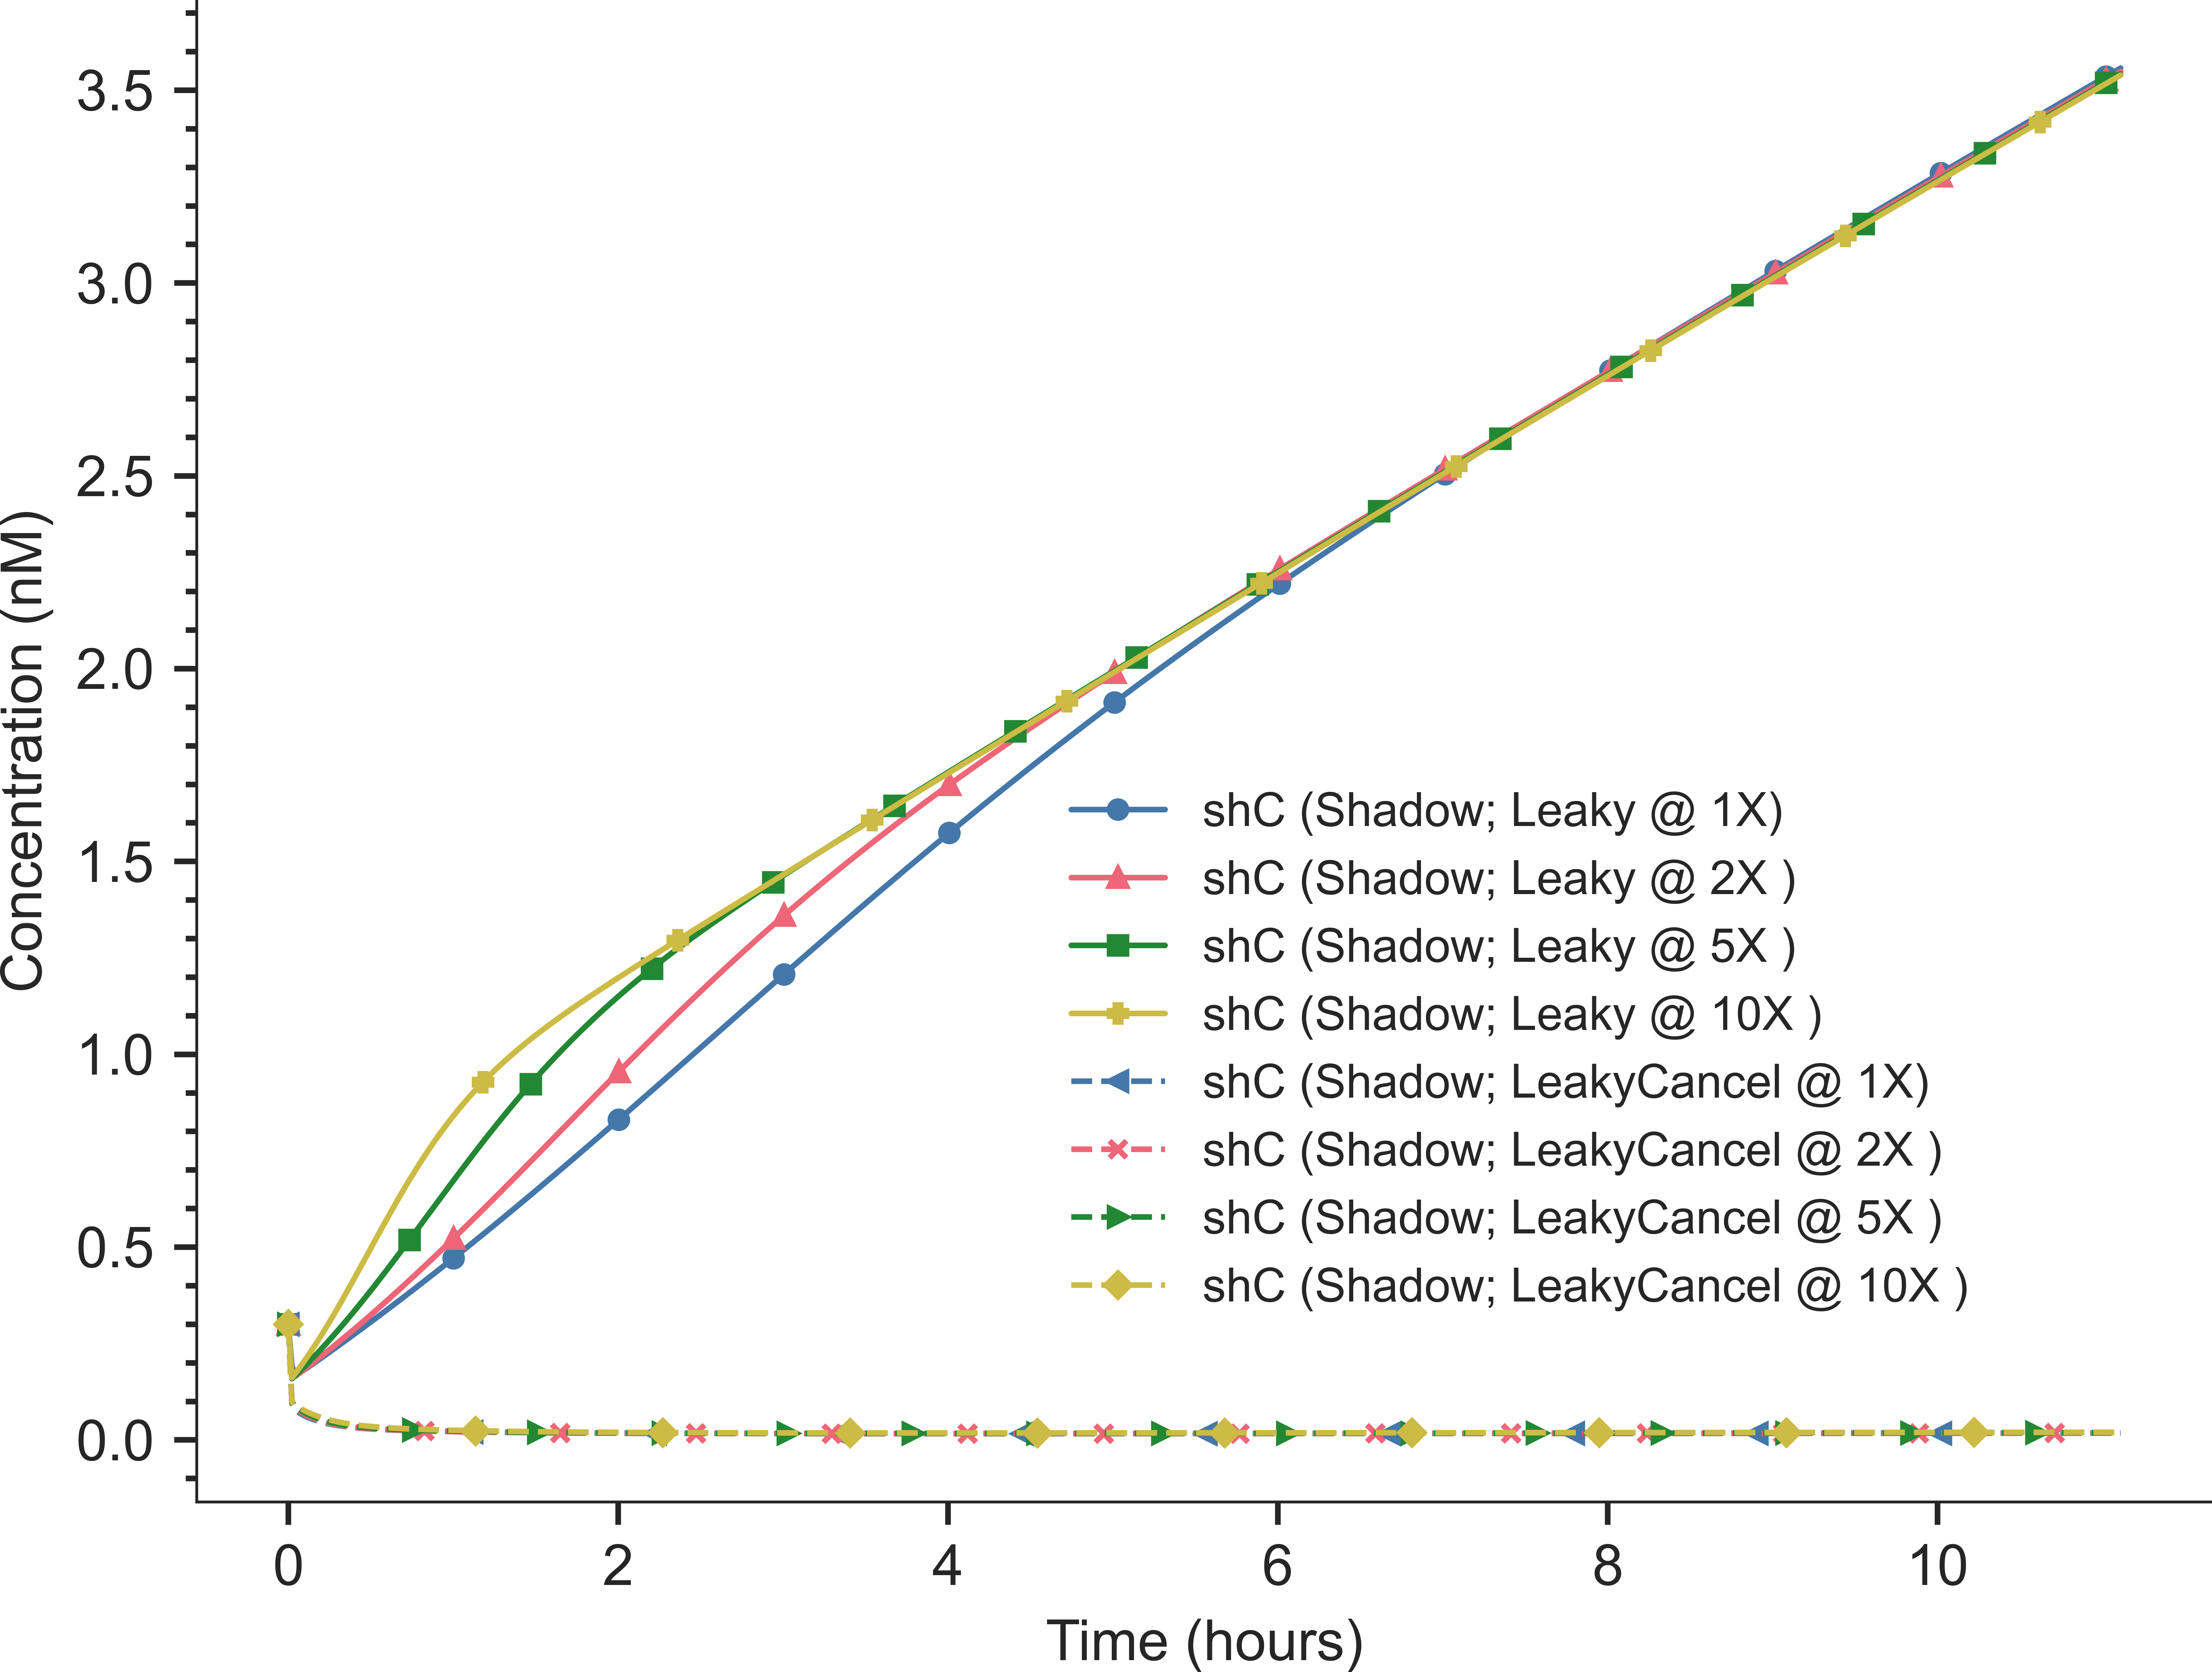 Concentration (nM)
3.5
3.0
2.5
2.0
1.5
1.0
0.5
0.0
shC (Shadow; Leaky @ 1X)
shC (Shadow; Leaky @ 2X )
shC (Shadow; Leaky @ 5X )
shC (Shadow; Leaky @ 10X )
shC (Shadow; LeakyCancel @ 1X)
shC (Shadow; LeakyCancel @ 2X )
shC (Shadow; LeakyCancel @ 5X )
shC (Shadow; LeakyCancel @ 10X )
0 2 4 6 8 10
Time (hours)